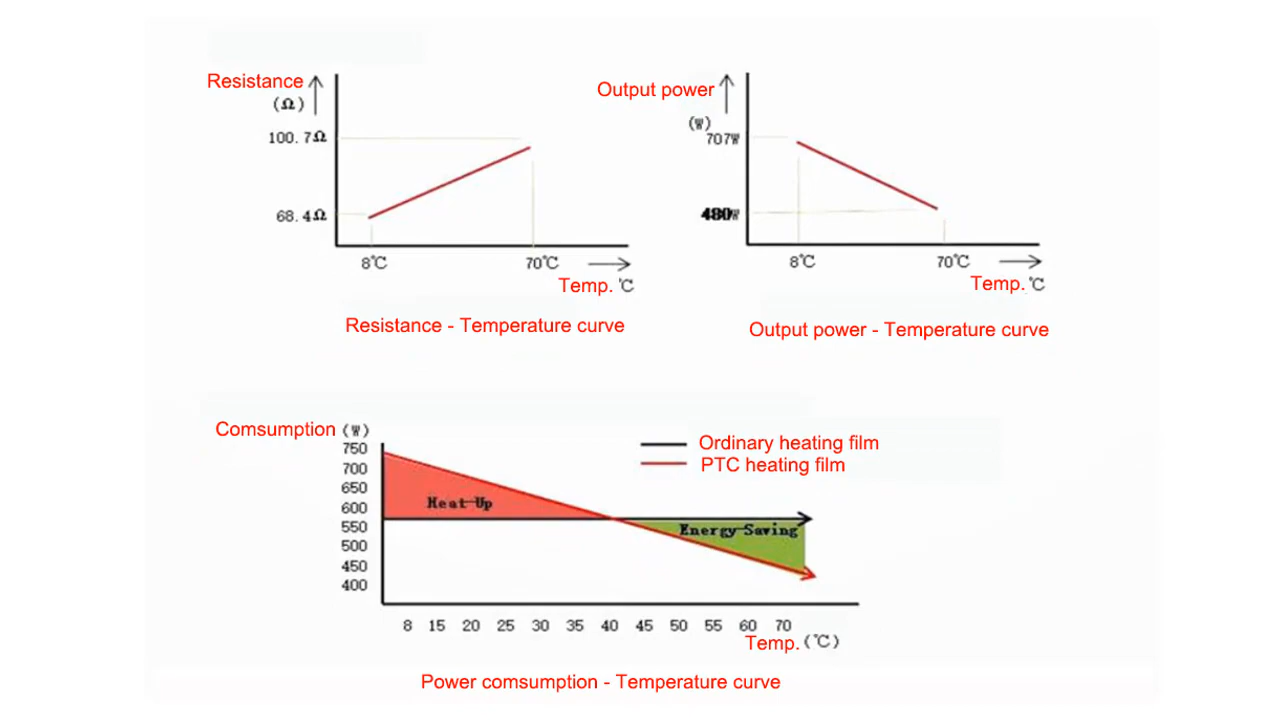 Resistance
(Ω)
100.7Ω
68.4Ω
8℃
70℃
Temp. ℃
Resistance - Temperature curve
Output power
(W)
707W
480W
8℃
70℃
Temp. ℃
Output power - Temperature curve
Comsumption (W)
750
700
650
600
550
500
450
400
Ordinary heating film
PTC heating film
Heat-Up
Energy-Saving
8 15 20 25 30 35 40 45 50 55 60 70
Temp. (℃)
Power comsumption - Temperature curve